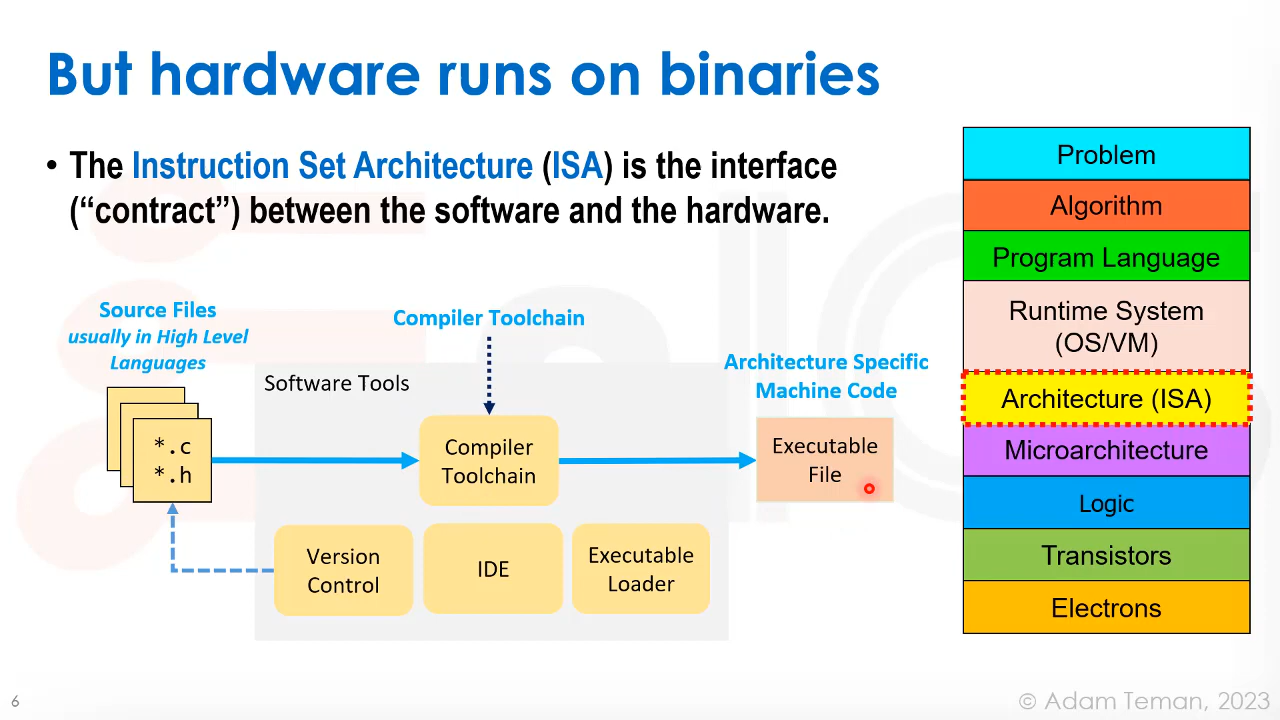 But hardware runs on binaries
• The Instruction Set Architecture (ISA) is the interface
(“contract”) between the software and the hardware.
Source Files
usually in High Level
Languages
*.c
*.h
Compiler Toolchain
Software Tools
Compiler
Toolchain
Version
Control
IDE
Executable
Loader
Architecture Specific
Machine Code
Executable
File
Problem
Algorithm
Program Language
Runtime System
(OS/VM)
Architecture (ISA)
Microarchitecture
Logic
Transistors
Electrons
6
© Adam Teman, 2023